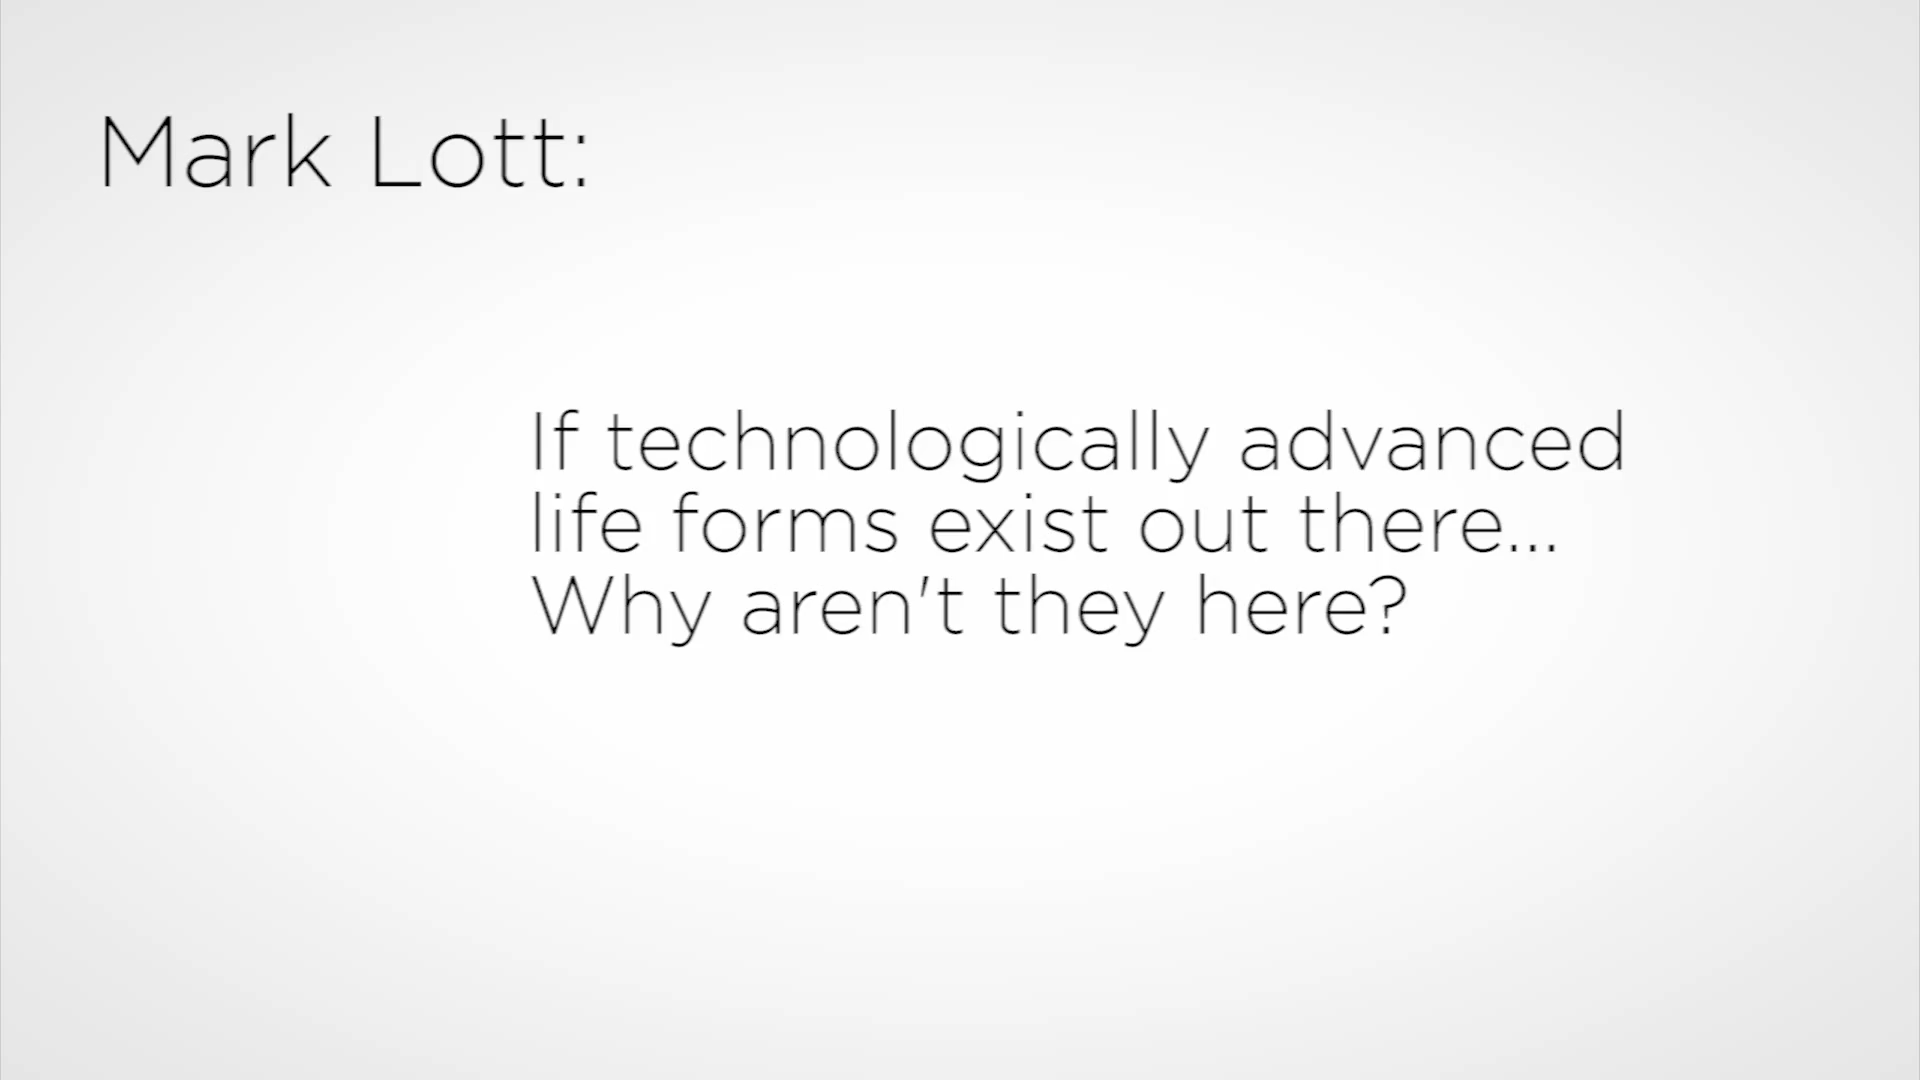 Mark Lott:
If technologically advanced
life forms exist out there...
Why aren't they here?